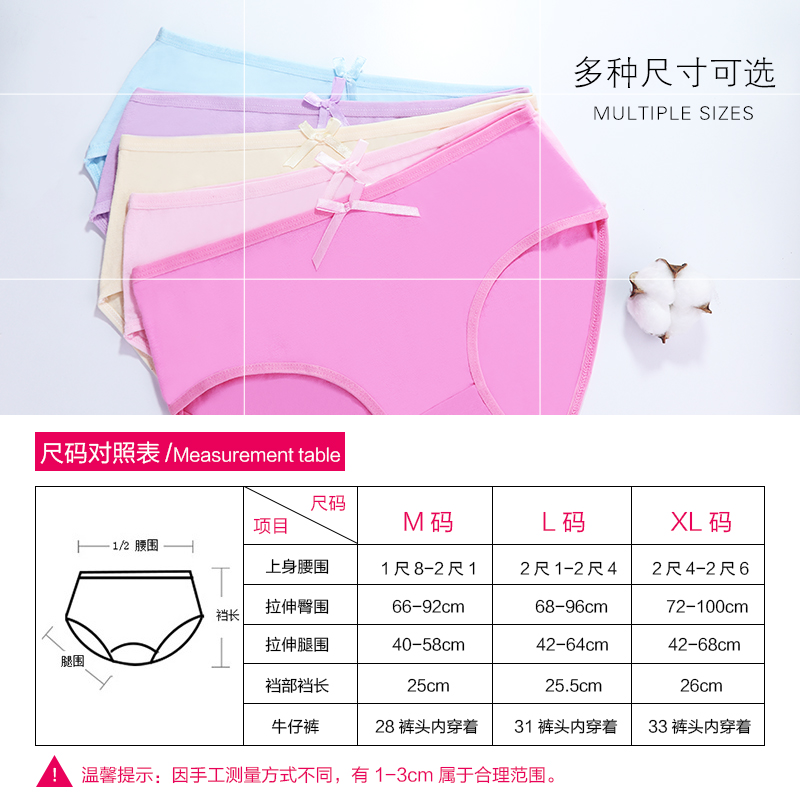 多种尺寸可选
MULTIPLE SIZES
尺码对照表/Measurement table
1/2 腰围
裆长
腿围
尺码
项目
M 码
L 码
XL 码
上身腰围
1 尺 8-2 尺 1
2 尺 1-2 尺 4
2 尺 4-2 尺 6
拉伸臀围
66-92cm
68-96cm
72-100cm
拉伸腿围
40-58cm
42-64cm
42-68cm
裆部裆长
25cm
25.5cm
26cm
牛仔裤
28 裤头内穿着
31 裤头内穿着
33 裤头内穿着
! 温馨提示：因手工测量方式不同，有 1-3cm 属于合理范围。